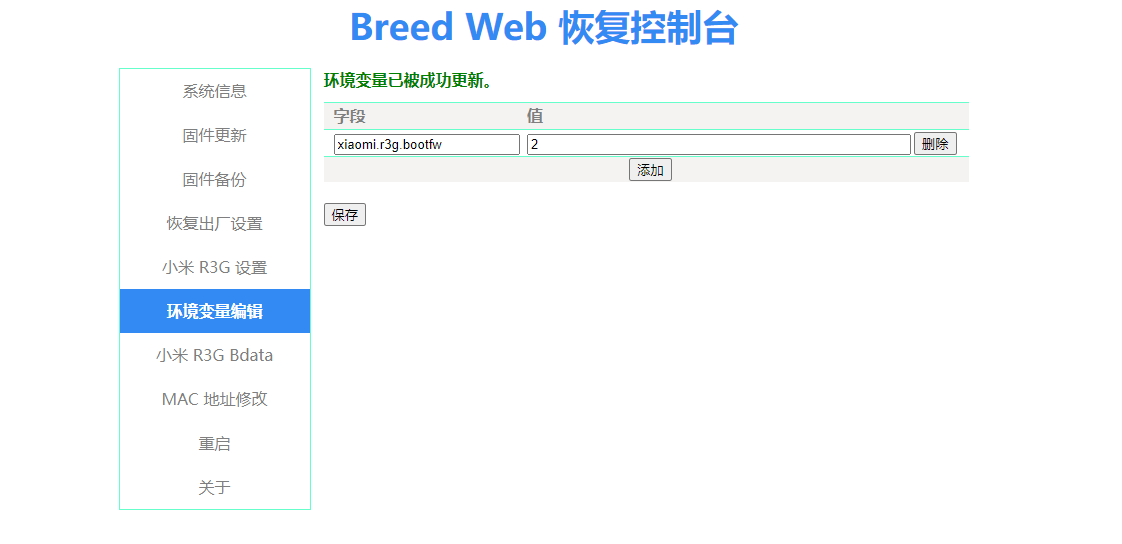 Breed Web 恢复控制台
系统信息
固件更新
固件备份
恢复出厂设置
小米 R3G 设置
环境变量编辑
小米 R3G Bdata
MAC 地址修改
重启
关于
环境变量已被成功更新。
字段 值
xiaomi.r3g.bootfw 2 删除
添加
保存